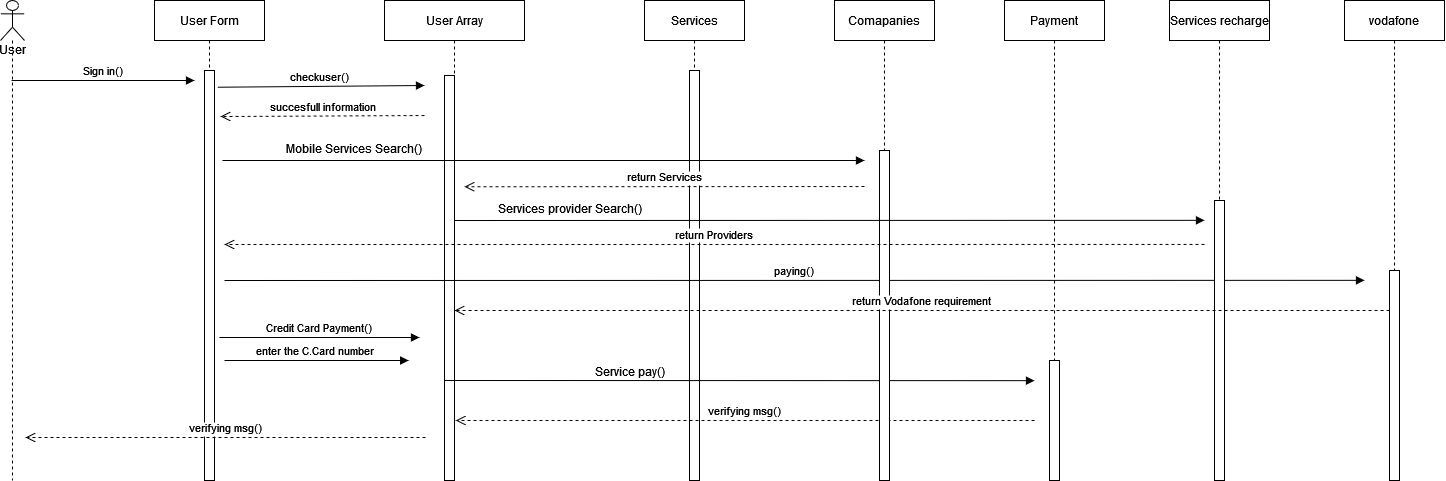 User Form
User Array
Services
Comapanies
Payment
Services recharge
vodafone
User
Sign in()
checkuser()
succesfull information
Mobile Services Search()
return Services
Services provider Search()
return Providers
paying()
return Vodafone requirement
Credit Card Payment()
enter the C.Card number
Service pay()
verifying msg()
verifying msg()